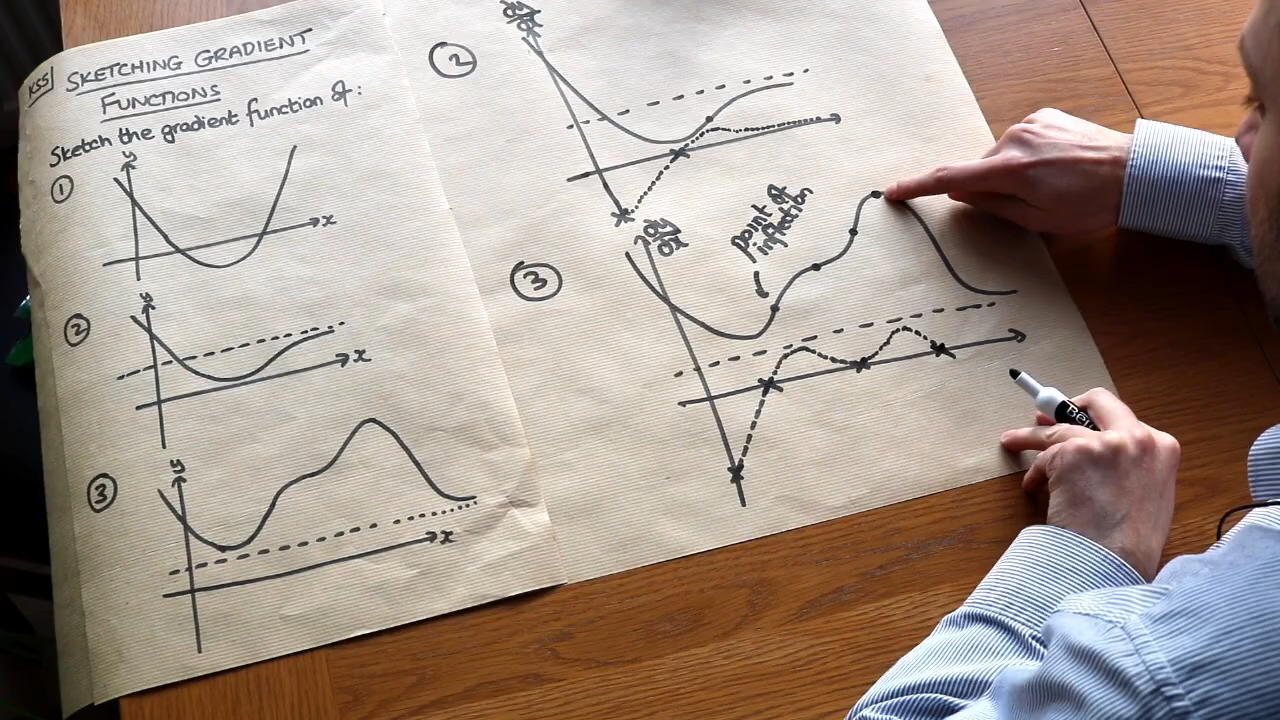 KS5 SKETCHING GRADIENT
FUNCTIONS
Sketch the gradient function of:
1
y
x
2
y
x
3
y
x
2
dy/dx
3
dy/dx
point of
inflection